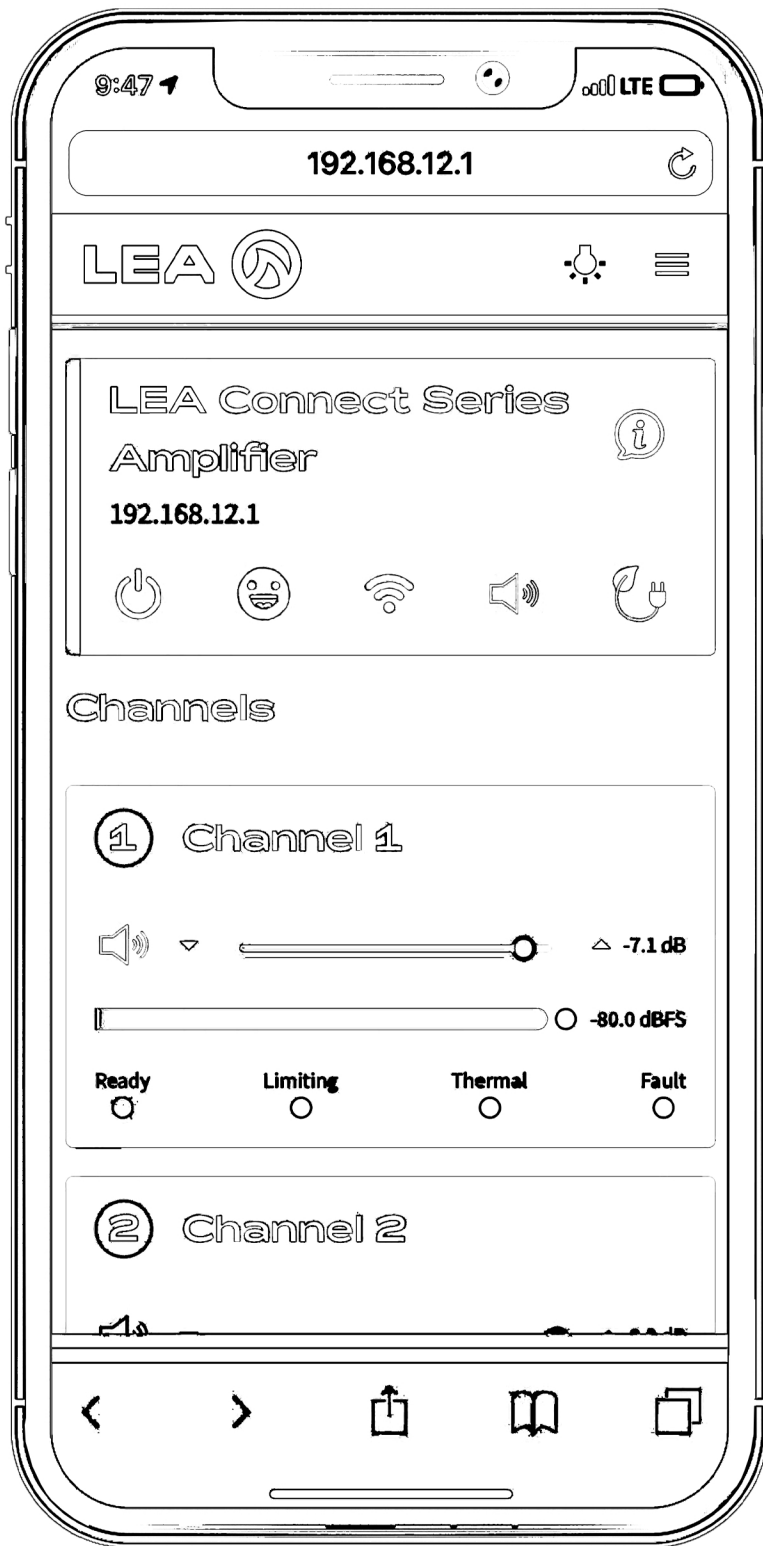 9:47 LTE
192.168.12.1
LEA
LEA Connect Series
Amplifier
192.168.12.1
Channels
1 Channel 1
-7.1 dB
-80.0 dBFS
Ready Limiting Thermal Fault
2 Channel 2